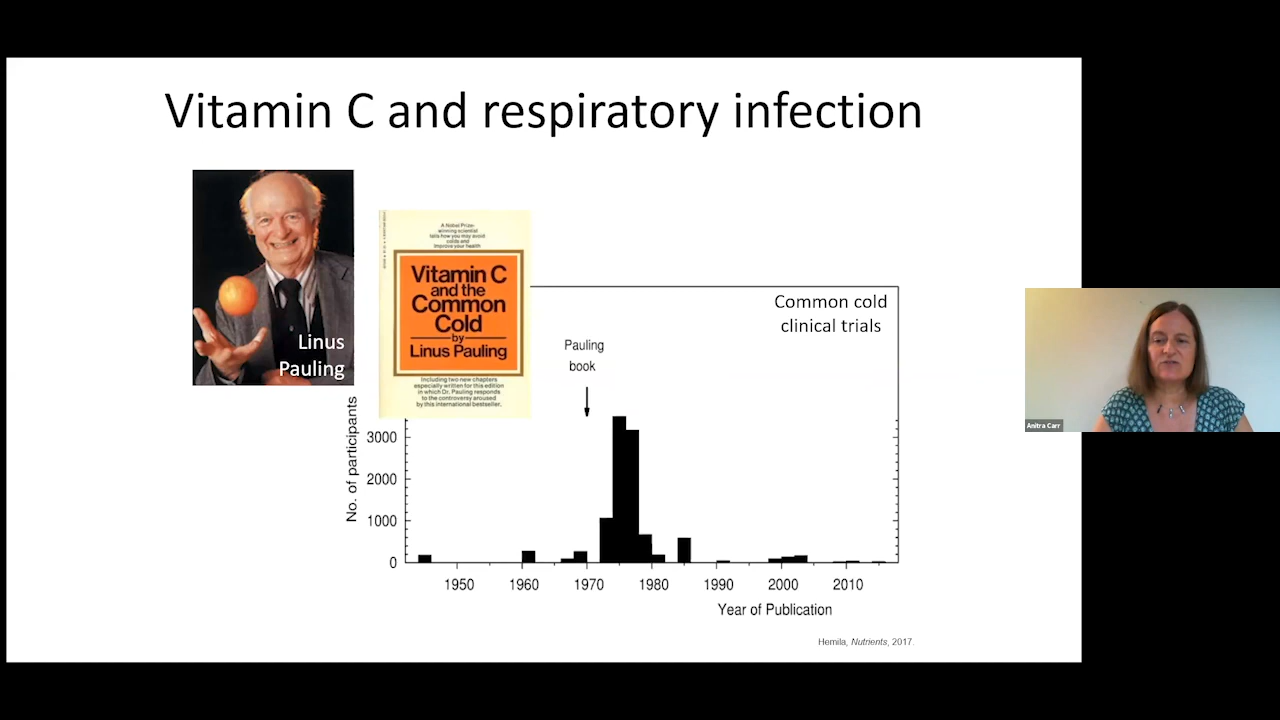 Vitamin C and respiratory infection
Linus
Pauling
A Nobel Prize-
winning scientist
tells how you may avoid
colds and
improve your health
Vitamin C
and the
Common
Cold
by
Linus Pauling
Including two new chapters
especially written for this edition
in which Dr. Pauling responds
to the controversy aroused
by this international bestseller.
Common cold
clinical trials
Pauling
book
No. of participants
3000
2000
1000
0
1950 1960 1970 1980 1990 2000 2010
Year of Publication
Hemila, Nutrients, 2017.
Anitra Carr